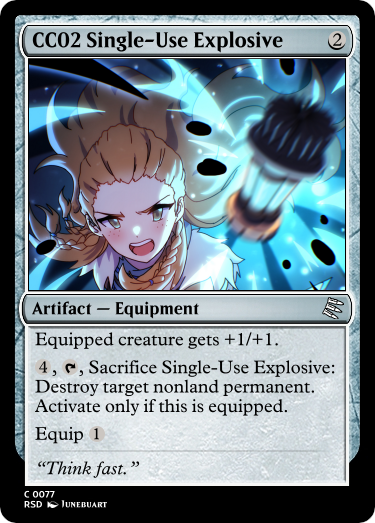 CC02 Single-Use Explosive 2
Artifact — Equipment
Equipped creature gets +1/+1.
4, , Sacrifice Single-Use Explosive:
Destroy target nonland permanent.
Activate only if this is equipped.
Equip 1
“Think fast.”
C 0077
RSD JUNEBUART